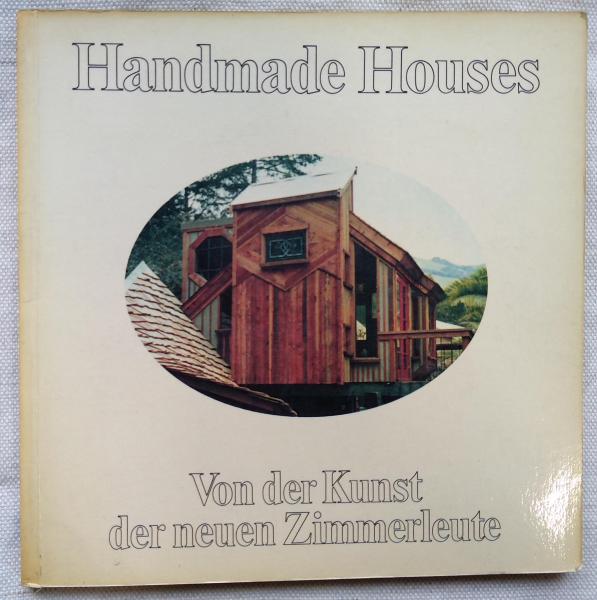 Handmade Houses
Von der Kunst
der neuen Zimmerleute